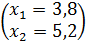 (x₁ = 3,8
x₂ = 5,2)